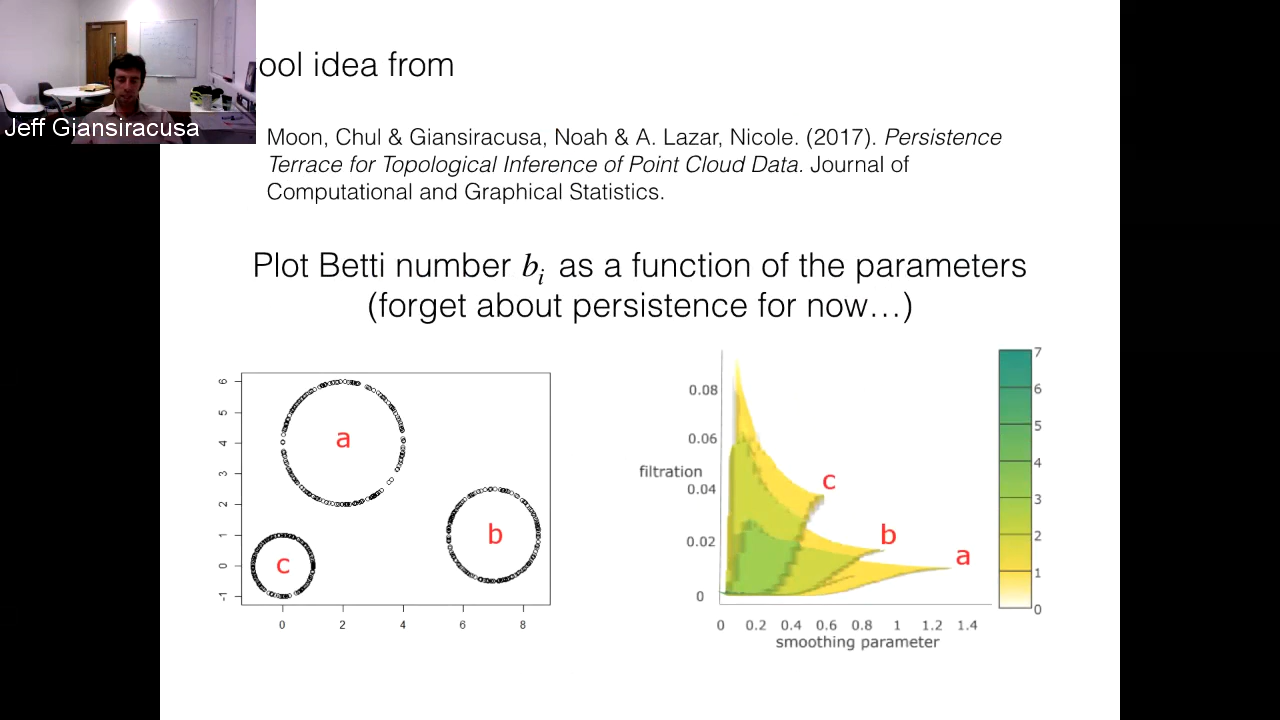 ool idea from
Jeff Giansiracusa
Moon, Chul & Giansiracusa, Noah & A. Lazar, Nicole. (2017). Persistence
Terrace for Topological Inference of Point Cloud Data. Journal of
Computational and Graphical Statistics.
Plot Betti number b_i as a function of the parameters
(forget about persistence for now…)
6
5
4
3
2
1
0
-1
a
b
c
0 2 4 6 8
filtration
0.08
0.06
0.04
0.02
0
c
b
a
0 0.2 0.4 0.6 0.8 1 1.2 1.4
smoothing parameter
7
6
5
4
3
2
1
0